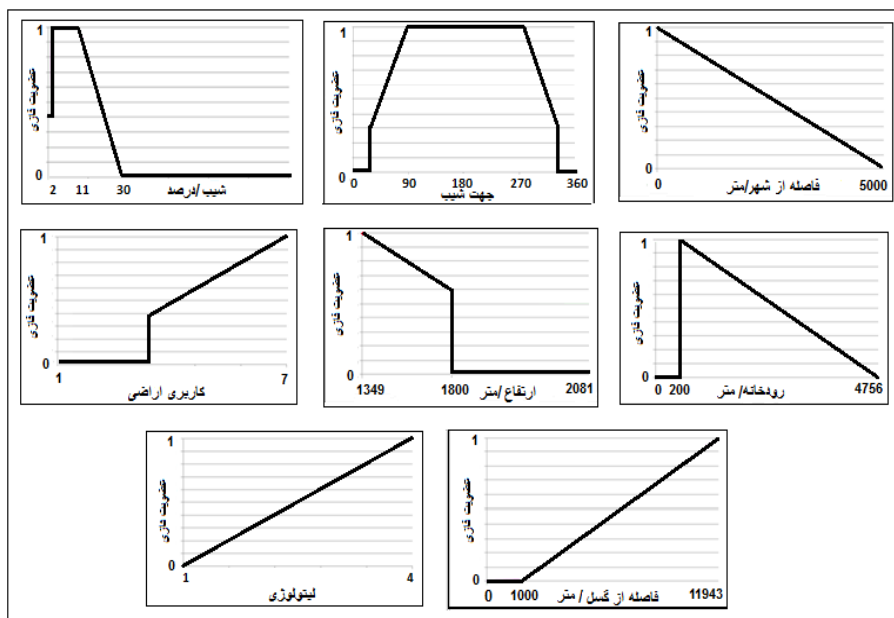 1
عضویت فازی
0
2 11 30
شیب /درصد
1
عضویت فازی
0
0 90 180 270 360
جهت شیب
1
عضویت فازی
0
0 5000
فاصله از شهر/متر
1
عضویت فازی
0
1 7
کاربری اراضی
1
عضویت فازی
0
1349 1800 2081
ارتفاع /متر
1
عضویت فازی
0
0 200 4756
رودخانه/ متر
1
عضویت فازی
0
1 4
لیتولوژی
1
عضویت فازی
0
0 1000 11943
فاصله از گسل / متر